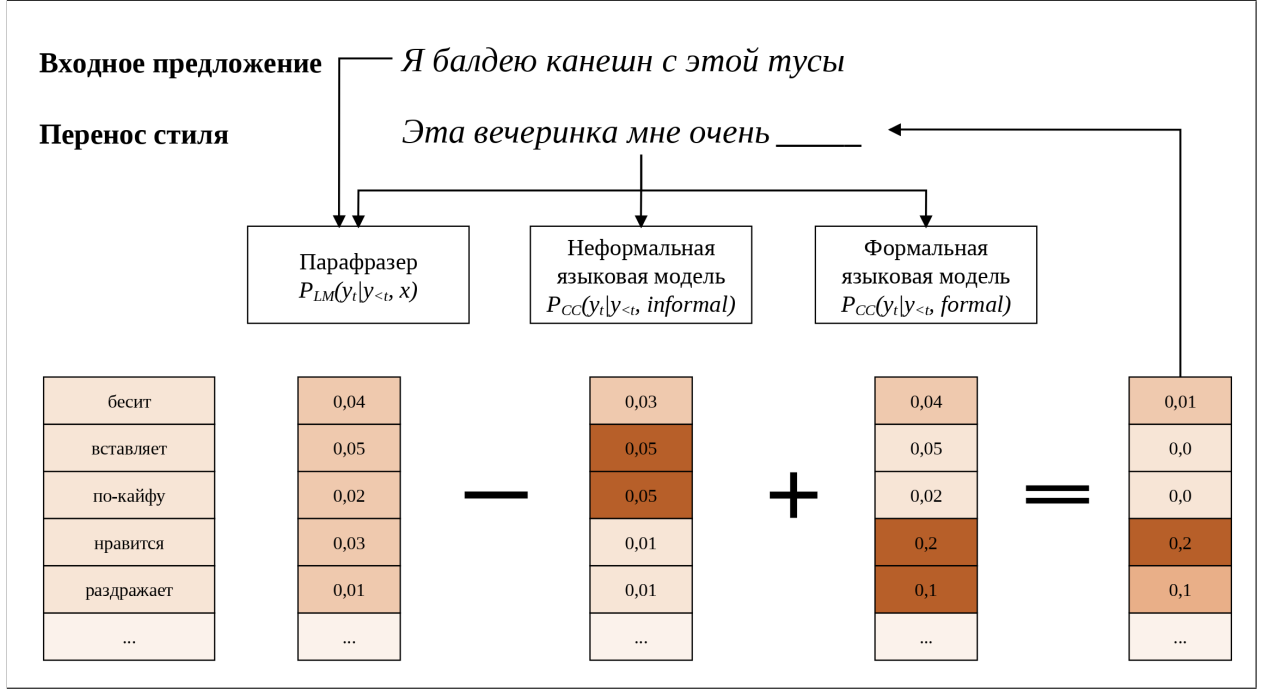 Входное предложение Я балдею канешн с этой тусы
Перенос стиля Эта вечеринка мне очень _____
Парафразер
P_LM(y_t|y_<t, x)
Неформальная
языковая модель
P_CC(y_t|y_<t, informal)
Формальная
языковая модель
P_CC(y_t|y_<t, formal)
бесит 0,04 0,03 0,04 0,01
вставляет 0,05 0,05 0,05 0,0
по-кайфу 0,02 — 0,05 + 0,02 = 0,0
нравится 0,03 0,01 0,2 0,2
раздражает 0,01 0,01 0,1 0,1
... ... ... ... ...